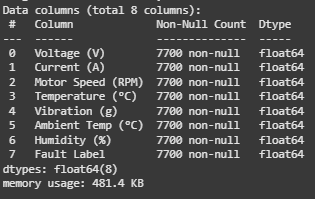 Data columns (total 8 columns):
 #   Column             Non-Null Count  Dtype
---  ------             --------------  -----
 0   Voltage (V)        7700 non-null   float64
 1   Current (A)        7700 non-null   float64
 2   Motor Speed (RPM)  7700 non-null   float64
 3   Temperature (°C)   7700 non-null   float64
 4   Vibration (g)      7700 non-null   float64
 5   Ambient Temp (°C)  7700 non-null   float64
 6   Humidity (%)       7700 non-null   float64
 7   Fault Label        7700 non-null   float64
dtypes: float64(8)
memory usage: 481.4 KB